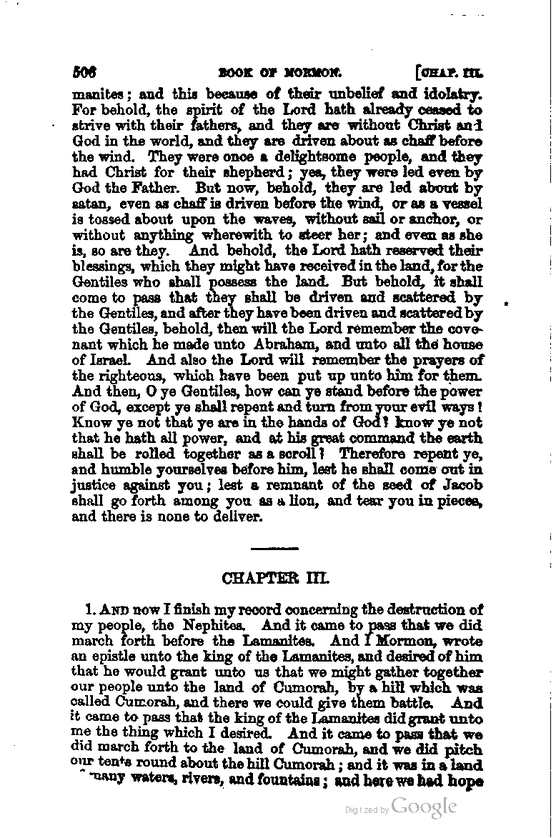 506 BOOK OF MORMON. [CHAP. III.
manites; and this because of their unbelief and idolatry.
For behold, the spirit of the Lord hath already ceased to
strive with their fathers, and they are without Christ and
God in the world, and they are driven about as chaff before
the wind. They were once a delightsome people, and they
had Christ for their shepherd; yea, they were led even by
God the Father. But now, behold, they are led about by
satan, even as chaff is driven before the wind, or as a vessel
is tossed about upon the waves, without sail or anchor, or
without anything wherewith to steer her; and even as she
is, so are they. And behold, the Lord hath reserved their
blessings, which they might have received in the land, for the
Gentiles who shall possess the land. But behold, it shall
come to pass that they shall be driven and scattered by
the Gentiles, and after they have been driven and scattered by
the Gentiles, behold, then will the Lord remember the cove-
nant which he made unto Abraham, and unto all the house
of Israel. And also the Lord will remember the prayers of
the righteous, which have been put up unto him for them.
And then, O ye Gentiles, how can ye stand before the power
of God, except ye shall repent and turn from your evil ways!
Know ye not that ye are in the hands of God? know ye not
that he hath all power, and at his great command the earth
shall be rolled together as a scroll? Therefore repent ye,
and humble yourselves before him, lest he shall come out in
justice against you; lest a remnant of the seed of Jacob
shall go forth among you as a lion, and tear you in pieces,
and there is none to deliver.
CHAPTER III.
1. AND now I finish my record concerning the destruction of
my people, the Nephites. And it came to pass that we did
march forth before the Lamanites. And I Mormon, wrote
an epistle unto the king of the Lamanites, and desired of him
that he would grant unto us that we might gather together
our people unto the land of Cumorah, by a hill which was
called Cumorah, and there we could give them battle. And
it came to pass that the king of the Lamanites did grant unto
me the thing which I desired. And it came to pass that we
did march forth to the land of Cumorah, and we did pitch
our tents round about the hill Cumorah; and it was in a land
many waters, rivers, and fountains; and here we had hope
Digitized by Google